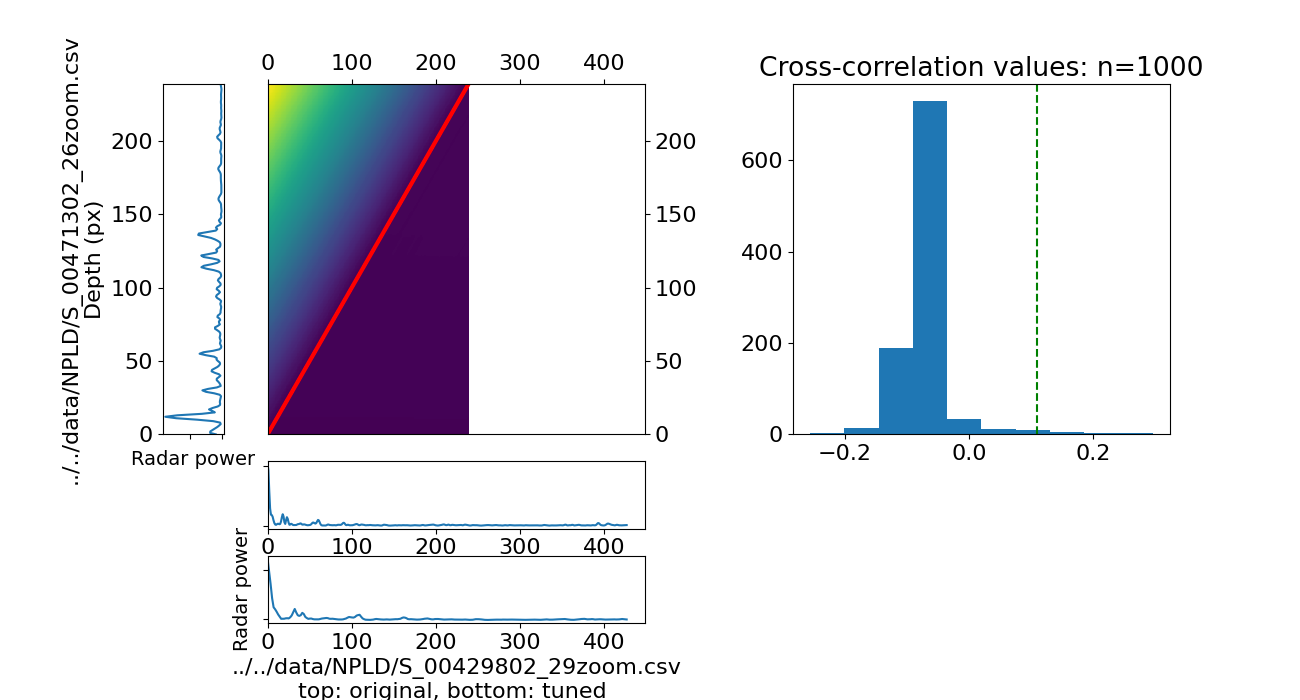 ../../data/NPLD/S_00471302_26zoom.csv
Depth (px)
0 100 200 300 400
Cross-correlation values: n=1000
200
150
100
50
0
200
150
100
50
0
600
400
200
0
−0.2 0.0 0.2
Radar power
0 100 200 300 400
Radar power
0 100 200 300 400
../../data/NPLD/S_00429802_29zoom.csv
top: original, bottom: tuned